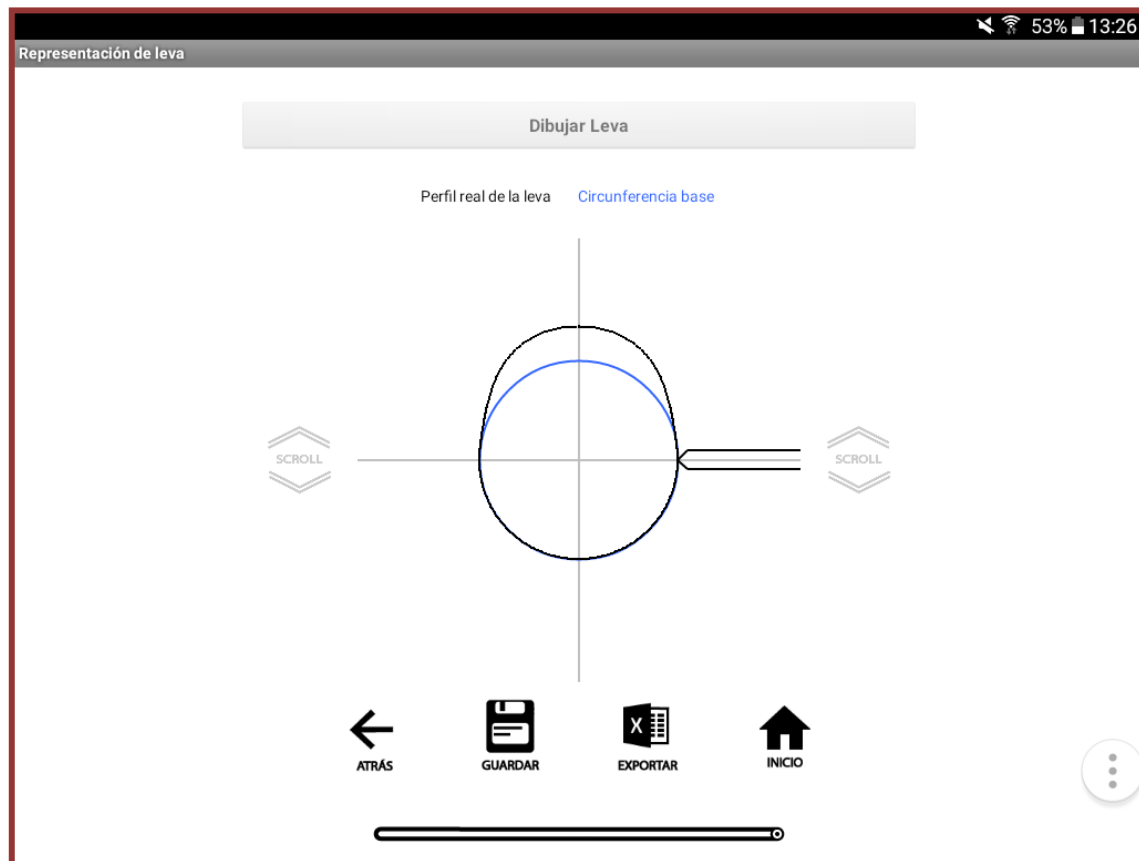 53% 13:26
Representación de leva
Dibujar Leva
Perfil real de la leva Circunferencia base
SCROLL SCROLL
X
ATRÁS GUARDAR EXPORTAR INICIO